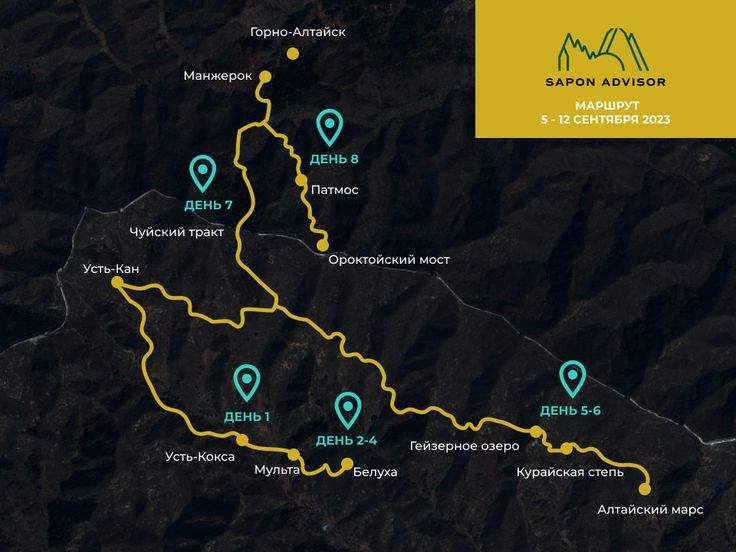 Горно-Алтайск
Манжерок
SAPON ADVISOR
МАРШРУТ
5 - 12 СЕНТЯБРЯ 2023
ДЕНЬ 8
Патмос
ДЕНЬ 7
Чуйский тракт
Ороктойский мост
Усть-Кан
ДЕНЬ 1
ДЕНЬ 2-4
ДЕНЬ 5-6
Усть-Кокса
Мульта
Белуха
Гейзерное озеро
Курайская степь
Алтайский марс